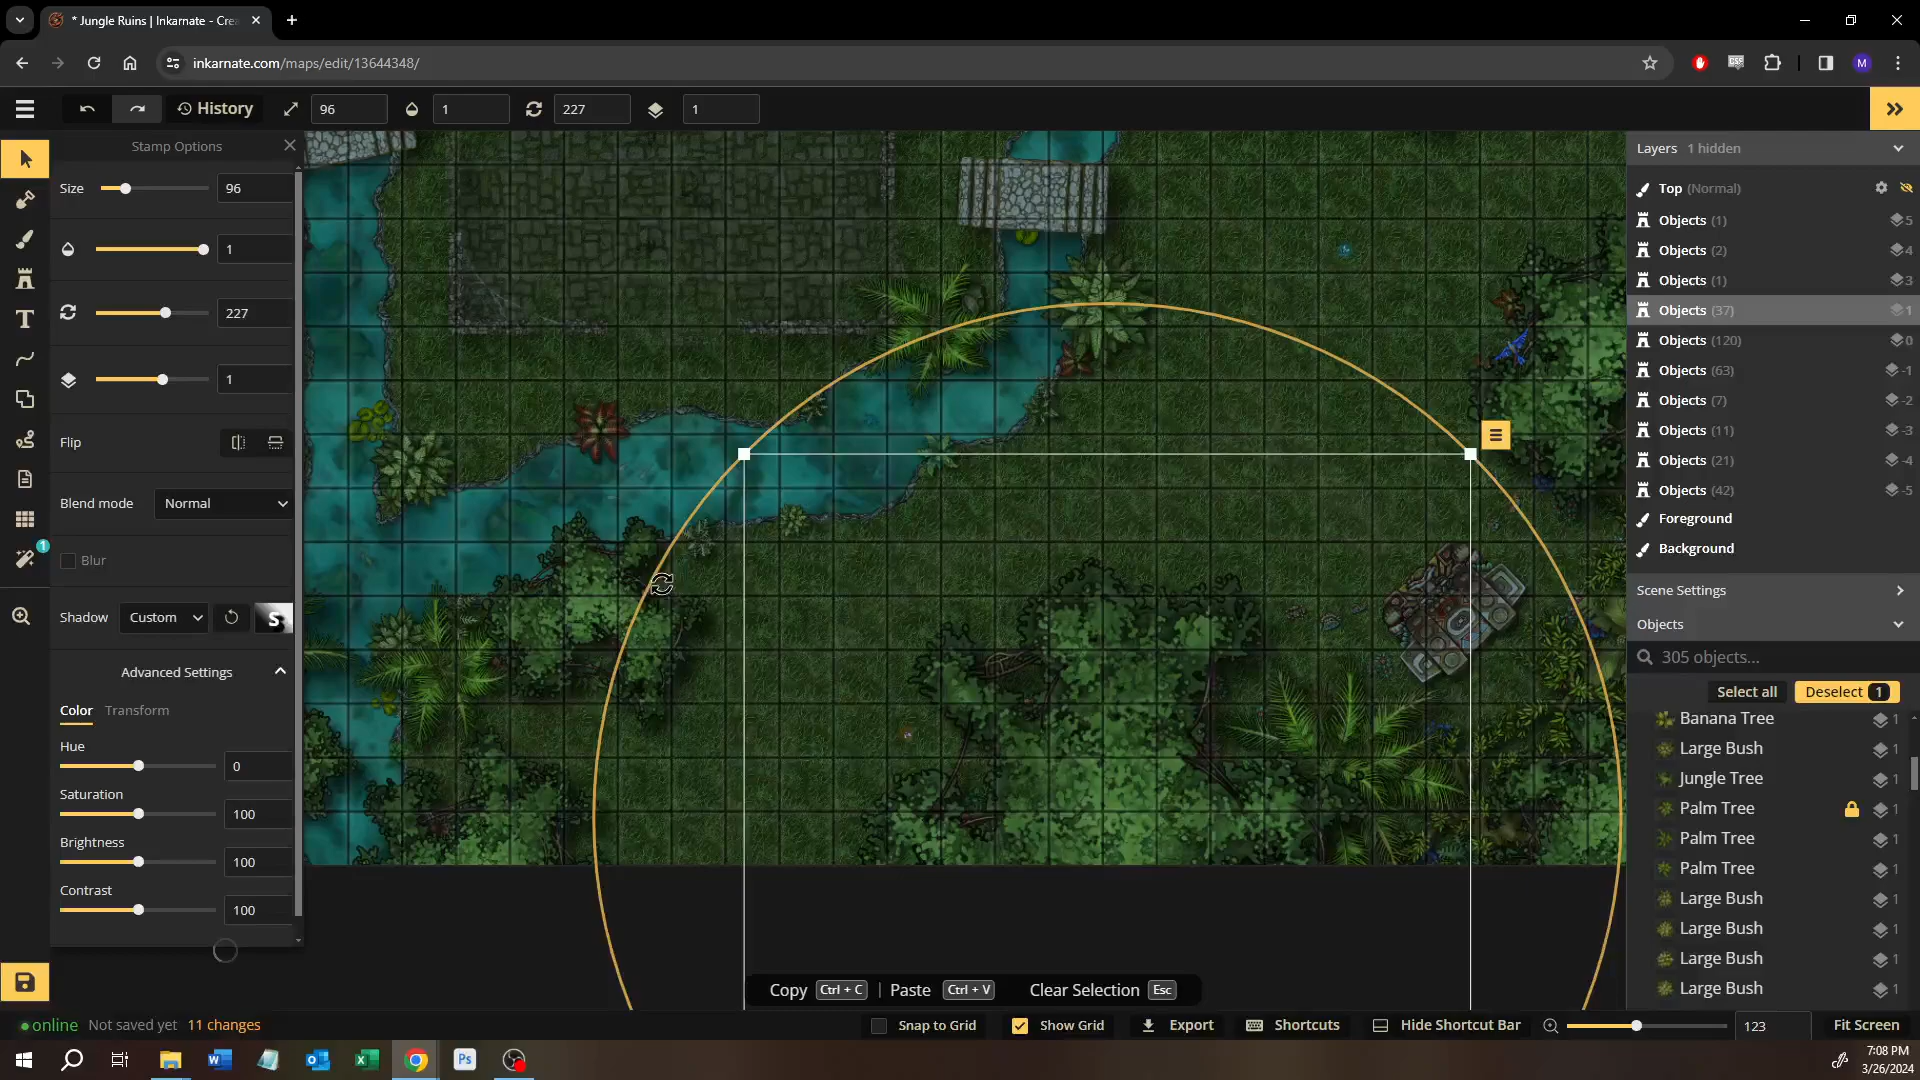 * Jungle Ruins | Inkarnate - Crea
inkarnate.com/maps/edit/13644348/
GSF
M
History
96
1
227
1
Stamp Options
Size
96
1
227
1
Flip
Blend mode
Normal
Blur
1
Shadow
Custom
S
Advanced Settings
Color
Transform
Hue
0
Saturation
100
Brightness
100
Contrast
100
Layers 1 hidden
Top (Normal)
Objects (1) 5
Objects (2) 4
Objects (1) 3
Objects (37) 1
Objects (120) 0
Objects (63) -1
Objects (7) -2
Objects (11) -3
Objects (21) -4
Objects (42) -5
Foreground
Background
Scene Settings
Objects
305 objects...
Select all
Deselect 1
Banana Tree 1
Large Bush 1
Jungle Tree 1
Palm Tree 1
Palm Tree 1
Palm Tree 1
Large Bush 1
Large Bush 1
Large Bush 1
Large Bush 1
Copy Ctrl + C | Paste Ctrl + V Clear Selection Esc
online Not saved yet 11 changes
Snap to Grid
Show Grid
Export
Shortcuts
Hide Shortcut Bar
123
Fit Screen
Ps
7:08 PM
3/26/2024